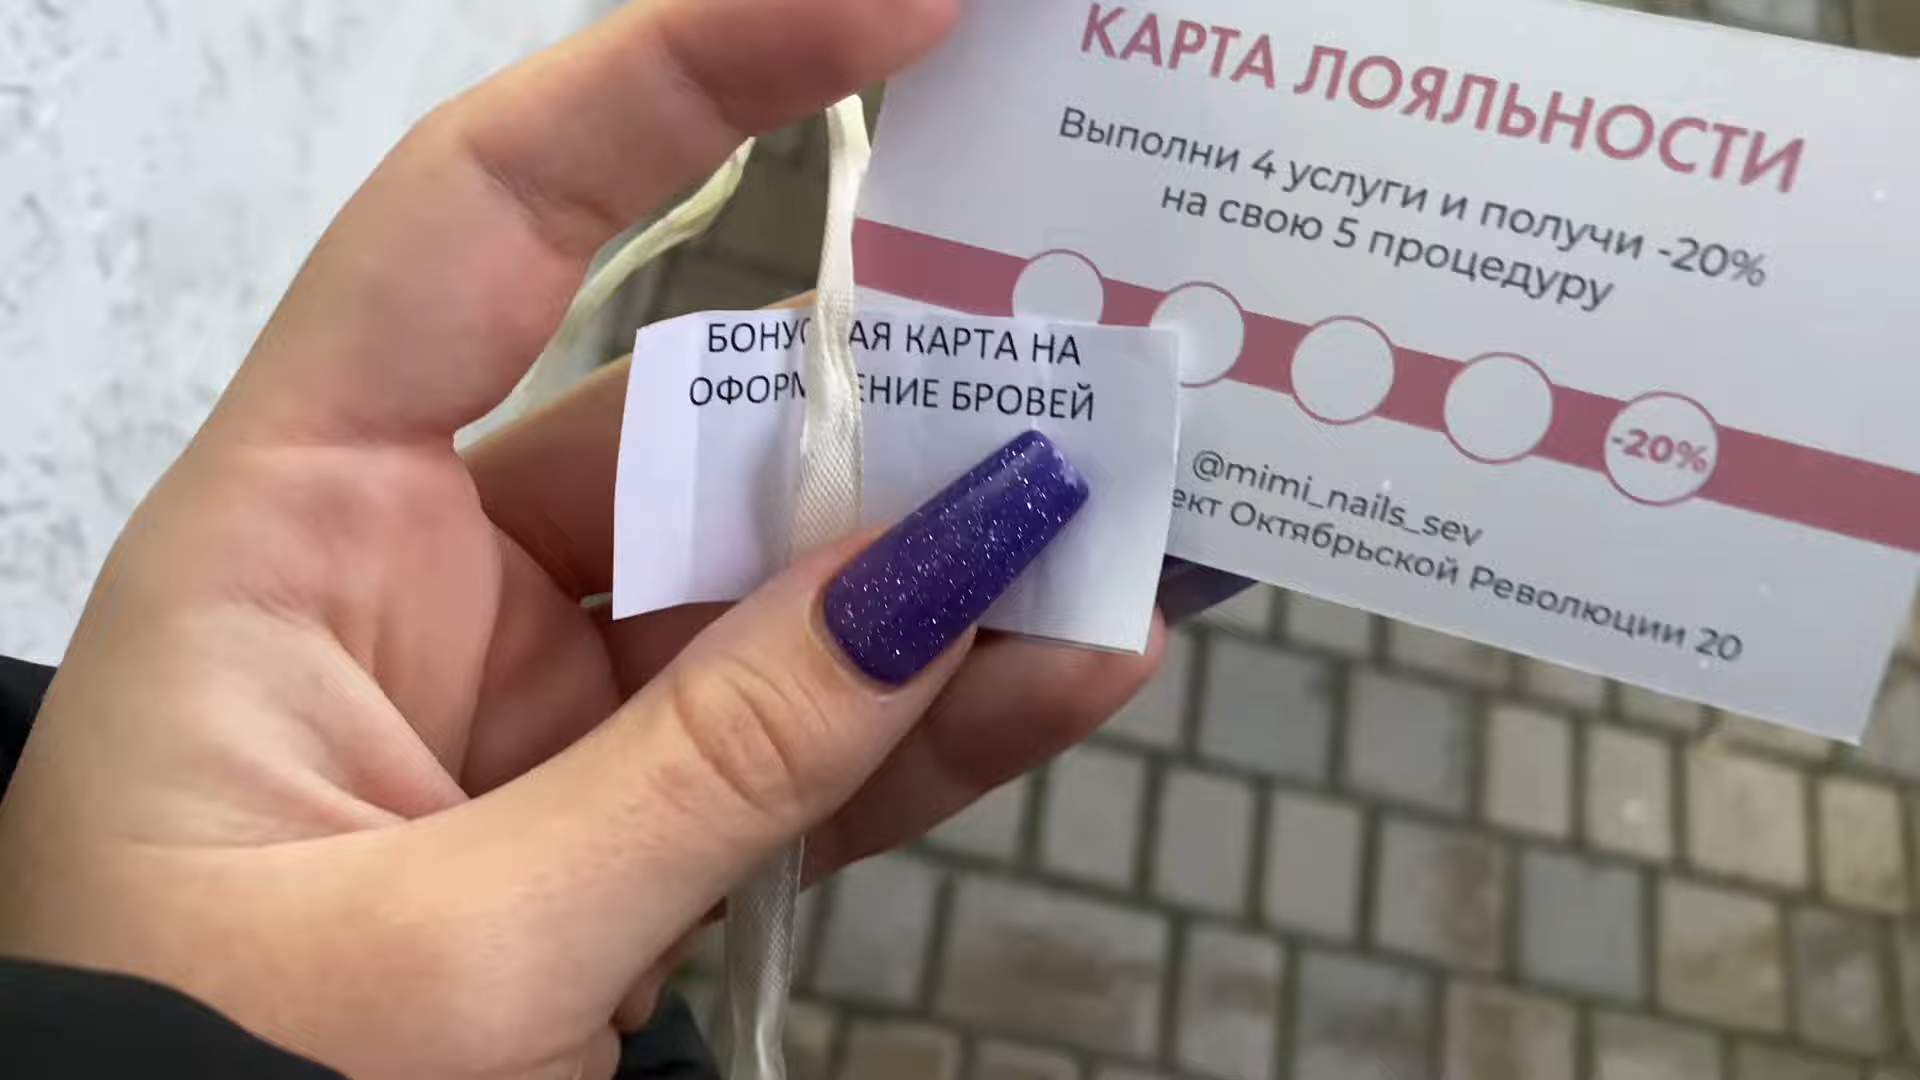 КАРТА ЛОЯЛЬНОСТИ
Выполни 4 услуги и получи -20%
на свою 5 процедуру
-20%
@mimi_nails_sev
Октябрьской Революции 20
КАРТА НА
БРОВЕЙ